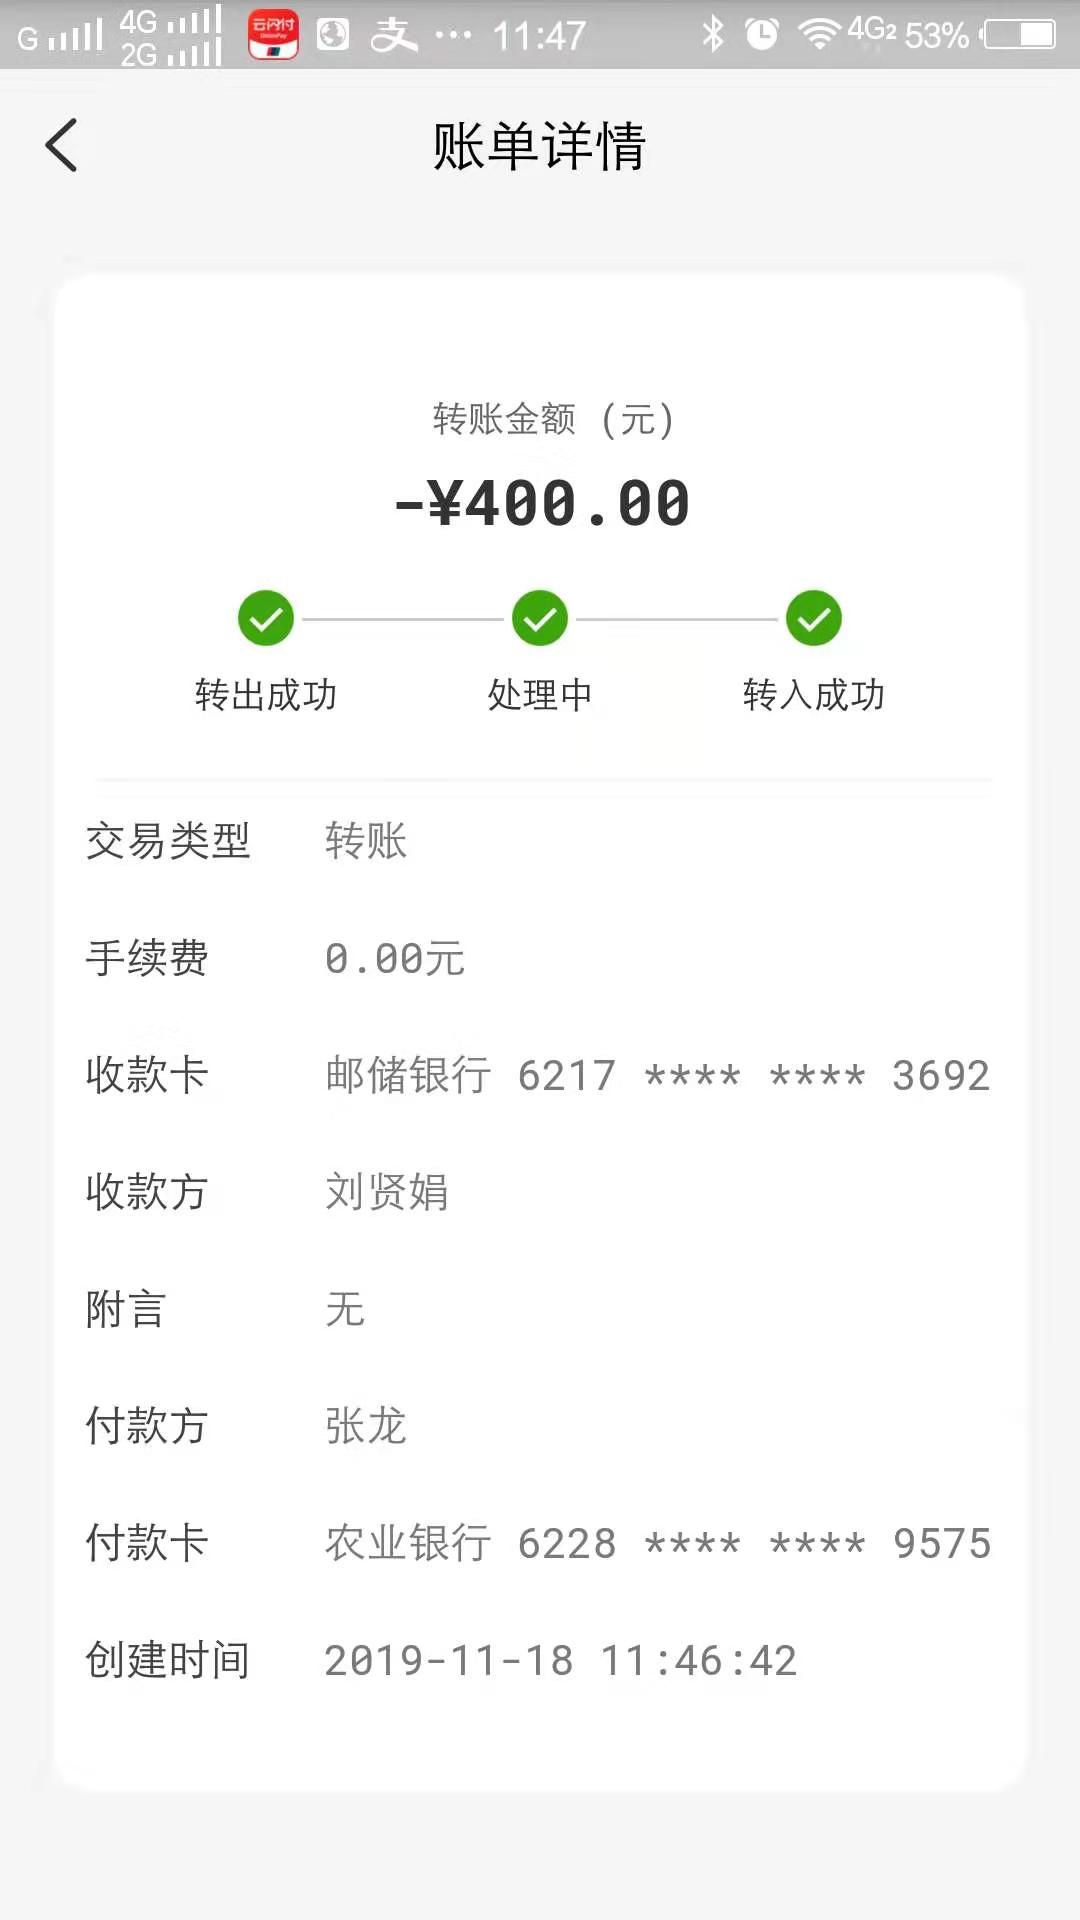 G 4G 云闪付 UnionPay 支 ··· 11:47 4G2 53%
2G
账单详情
转账金额 (元)
-¥400.00
转出成功 处理中 转入成功
交易类型 转账
手续费 0.00元
收款卡 邮储银行 6217 **** **** 3692
收款方 刘贤娟
附言 无
付款方 张龙
付款卡 农业银行 6228 **** **** 9575
创建时间 2019-11-18 11:46:42